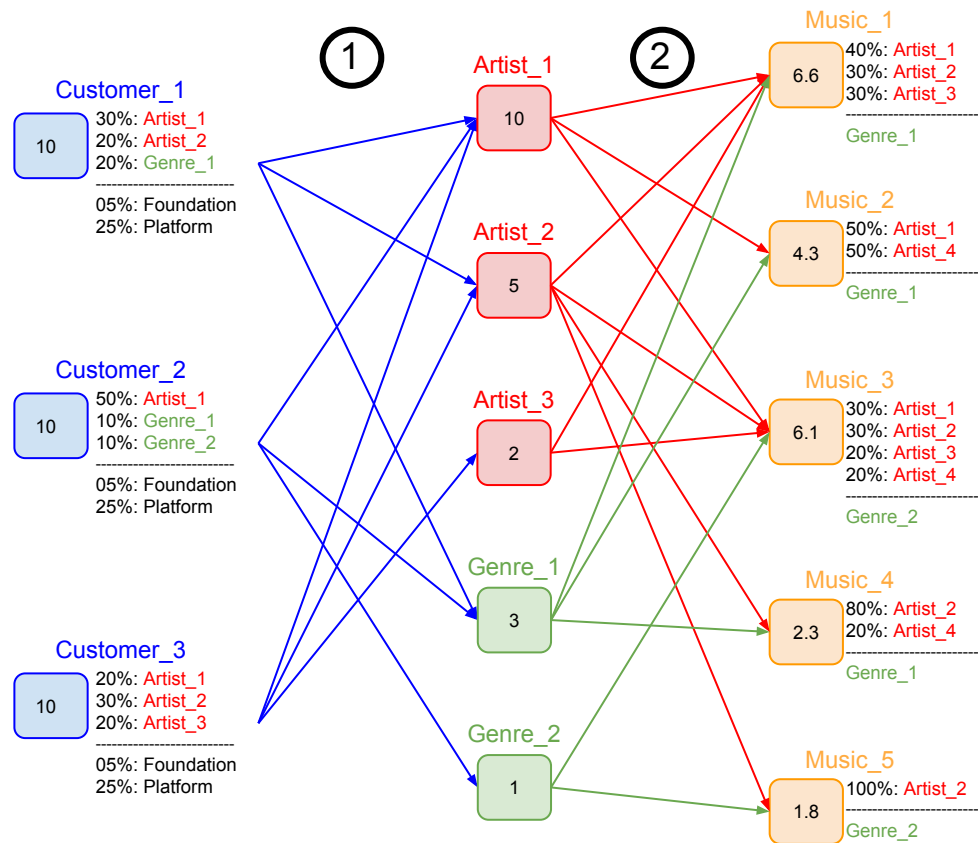 1
2
Customer_1
10
30%: Artist_1
20%: Artist_2
20%: Genre_1
---------------------------
05%: Foundation
25%: Platform
Customer_2
10
50%: Artist_1
10%: Genre_1
10%: Genre_2
---------------------------
05%: Foundation
25%: Platform
Customer_3
10
20%: Artist_1
30%: Artist_2
20%: Artist_3
---------------------------
05%: Foundation
25%: Platform
Artist_1
10
Artist_2
5
Artist_3
2
Genre_1
3
Genre_2
1
Music_1
6.6
40%: Artist_1
30%: Artist_2
30%: Artist_3
--------------------------
Genre_1
Music_2
4.3
50%: Artist_1
50%: Artist_4
--------------------------
Genre_1
Music_3
6.1
30%: Artist_1
30%: Artist_2
20%: Artist_3
20%: Artist_4
--------------------------
Genre_2
Music_4
2.3
80%: Artist_2
20%: Artist_4
--------------------------
Genre_1
Music_5
1.8
100%: Artist_2
--------------------------
Genre_2